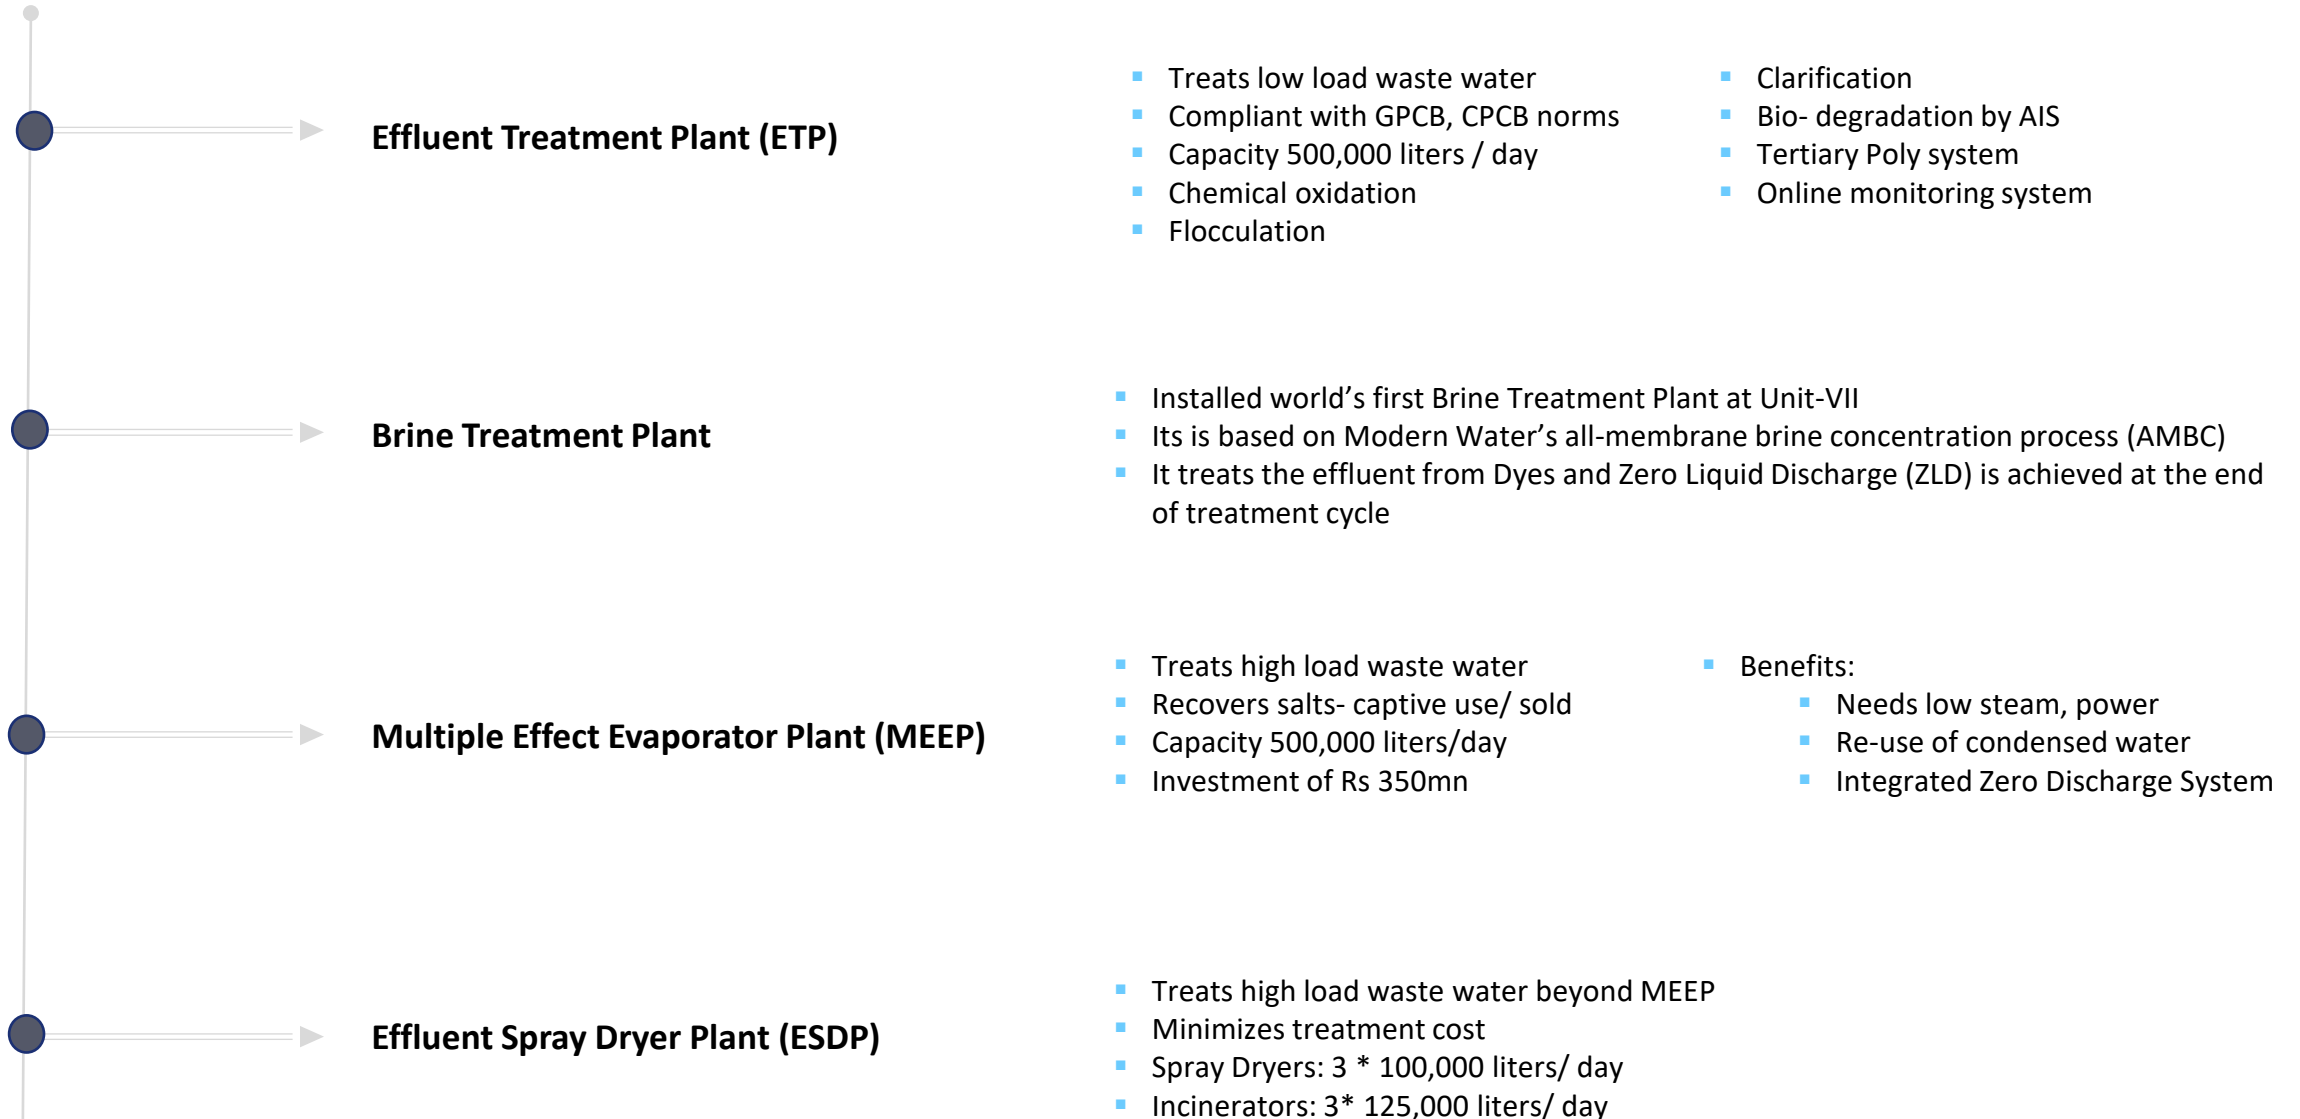 Effluent Treatment Plant (ETP)
Treats low load waste water
Compliant with GPCB, CPCB norms
Capacity 500,000 liters / day
Chemical oxidation
Flocculation
Clarification
Bio- degradation by AIS
Tertiary Poly system
Online monitoring system
Brine Treatment Plant
Installed world’s first Brine Treatment Plant at Unit-VII
Its is based on Modern Water’s all-membrane brine concentration process (AMBC)
It treats the effluent from Dyes and Zero Liquid Discharge (ZLD) is achieved at the end
of treatment cycle
Multiple Effect Evaporator Plant (MEEP)
Treats high load waste water
Recovers salts- captive use/ sold
Capacity 500,000 liters/day
Investment of Rs 350mn
Benefits:
Needs low steam, power
Re-use of condensed water
Integrated Zero Discharge System
Effluent Spray Dryer Plant (ESDP)
Treats high load waste water beyond MEEP
Minimizes treatment cost
Spray Dryers: 3 * 100,000 liters/ day
Incinerators: 3* 125,000 liters/ day